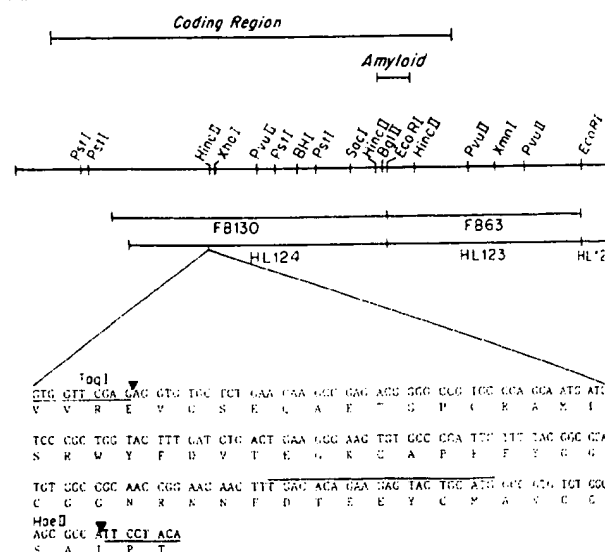 Coding Region
Amyloid
PstI PstI HincII XhoI PvuII PstI BHI PstI SacI HincII BglII EcoRI HincII PvuII XmnI PvuII EcoRI
FB130 FB63
HL124 HL123 HL
TaqI
GTG GTT CGA GAG GTG TGC TCT GAA CAA GCC GAG ACG GGG CCG TGC CGA GCA ATG ATC
V V R E V C S E Q A E T G P C R A M I
TCC CGC TGG TAC TTT GAT GTG ACT GAA GGG AAG TGT GCC CCA TTC TTT TAC GGC
S R W Y F D V T E G K C A P F F Y G G
TGT GGC GGC AAC CGG AAC AAC TTT GAC ACA GAA GAG TAC TGC ATG GCC GTG TGT GGC
C G G N R N N F D T E E Y C M A V C G
HaeII
AGC GCC ATT CCT ACA
S A I P T